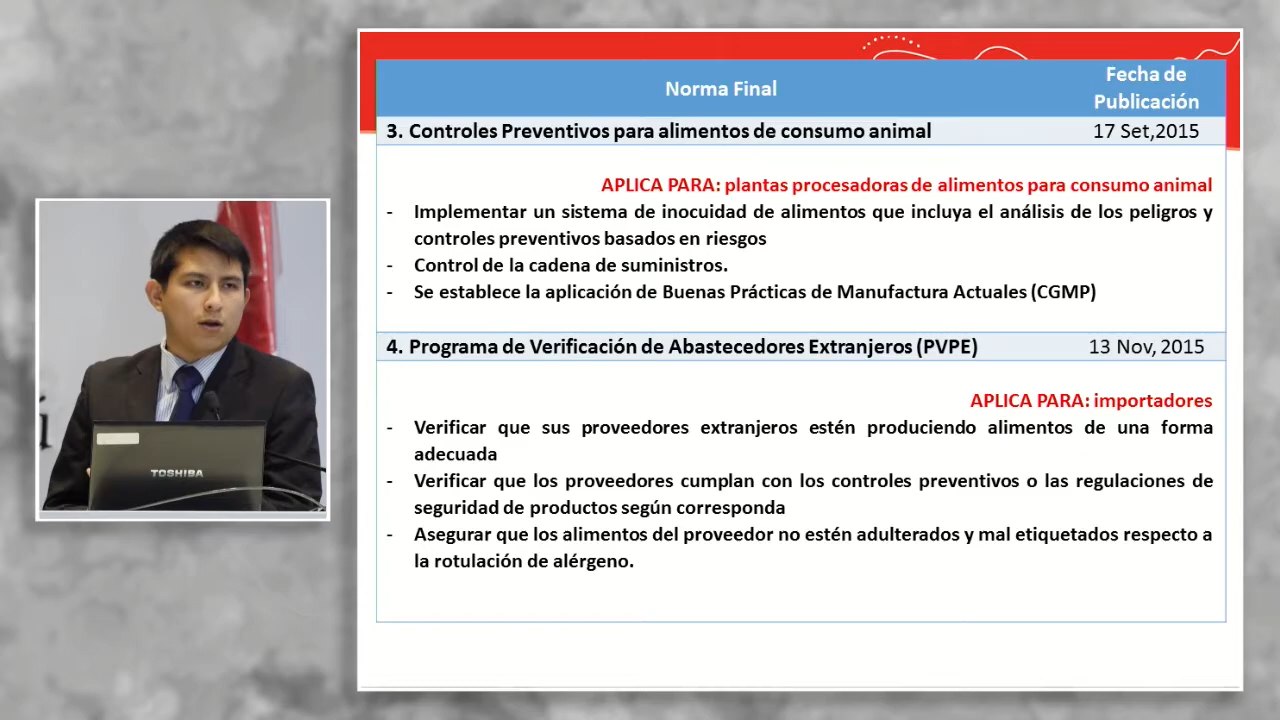 Norma Final
Fecha de
Publicación
3. Controles Preventivos para alimentos de consumo animal
17 Set,2015
APLICA PARA: plantas procesadoras de alimentos para consumo animal
- Implementar un sistema de inocuidad de alimentos que incluya el análisis de los peligros y
controles preventivos basados en riesgos
- Control de la cadena de suministros.
- Se establece la aplicación de Buenas Prácticas de Manufactura Actuales (CGMP)
4. Programa de Verificación de Abastecedores Extranjeros (PVPE)
13 Nov, 2015
APLICA PARA: importadores
- Verificar que sus proveedores extranjeros estén produciendo alimentos de una forma
adecuada
- Verificar que los proveedores cumplan con los controles preventivos o las regulaciones de
seguridad de productos según corresponda
- Asegurar que los alimentos del proveedor no estén adulterados y mal etiquetados respecto a
la rotulación de alérgeno.
TOSHIBA